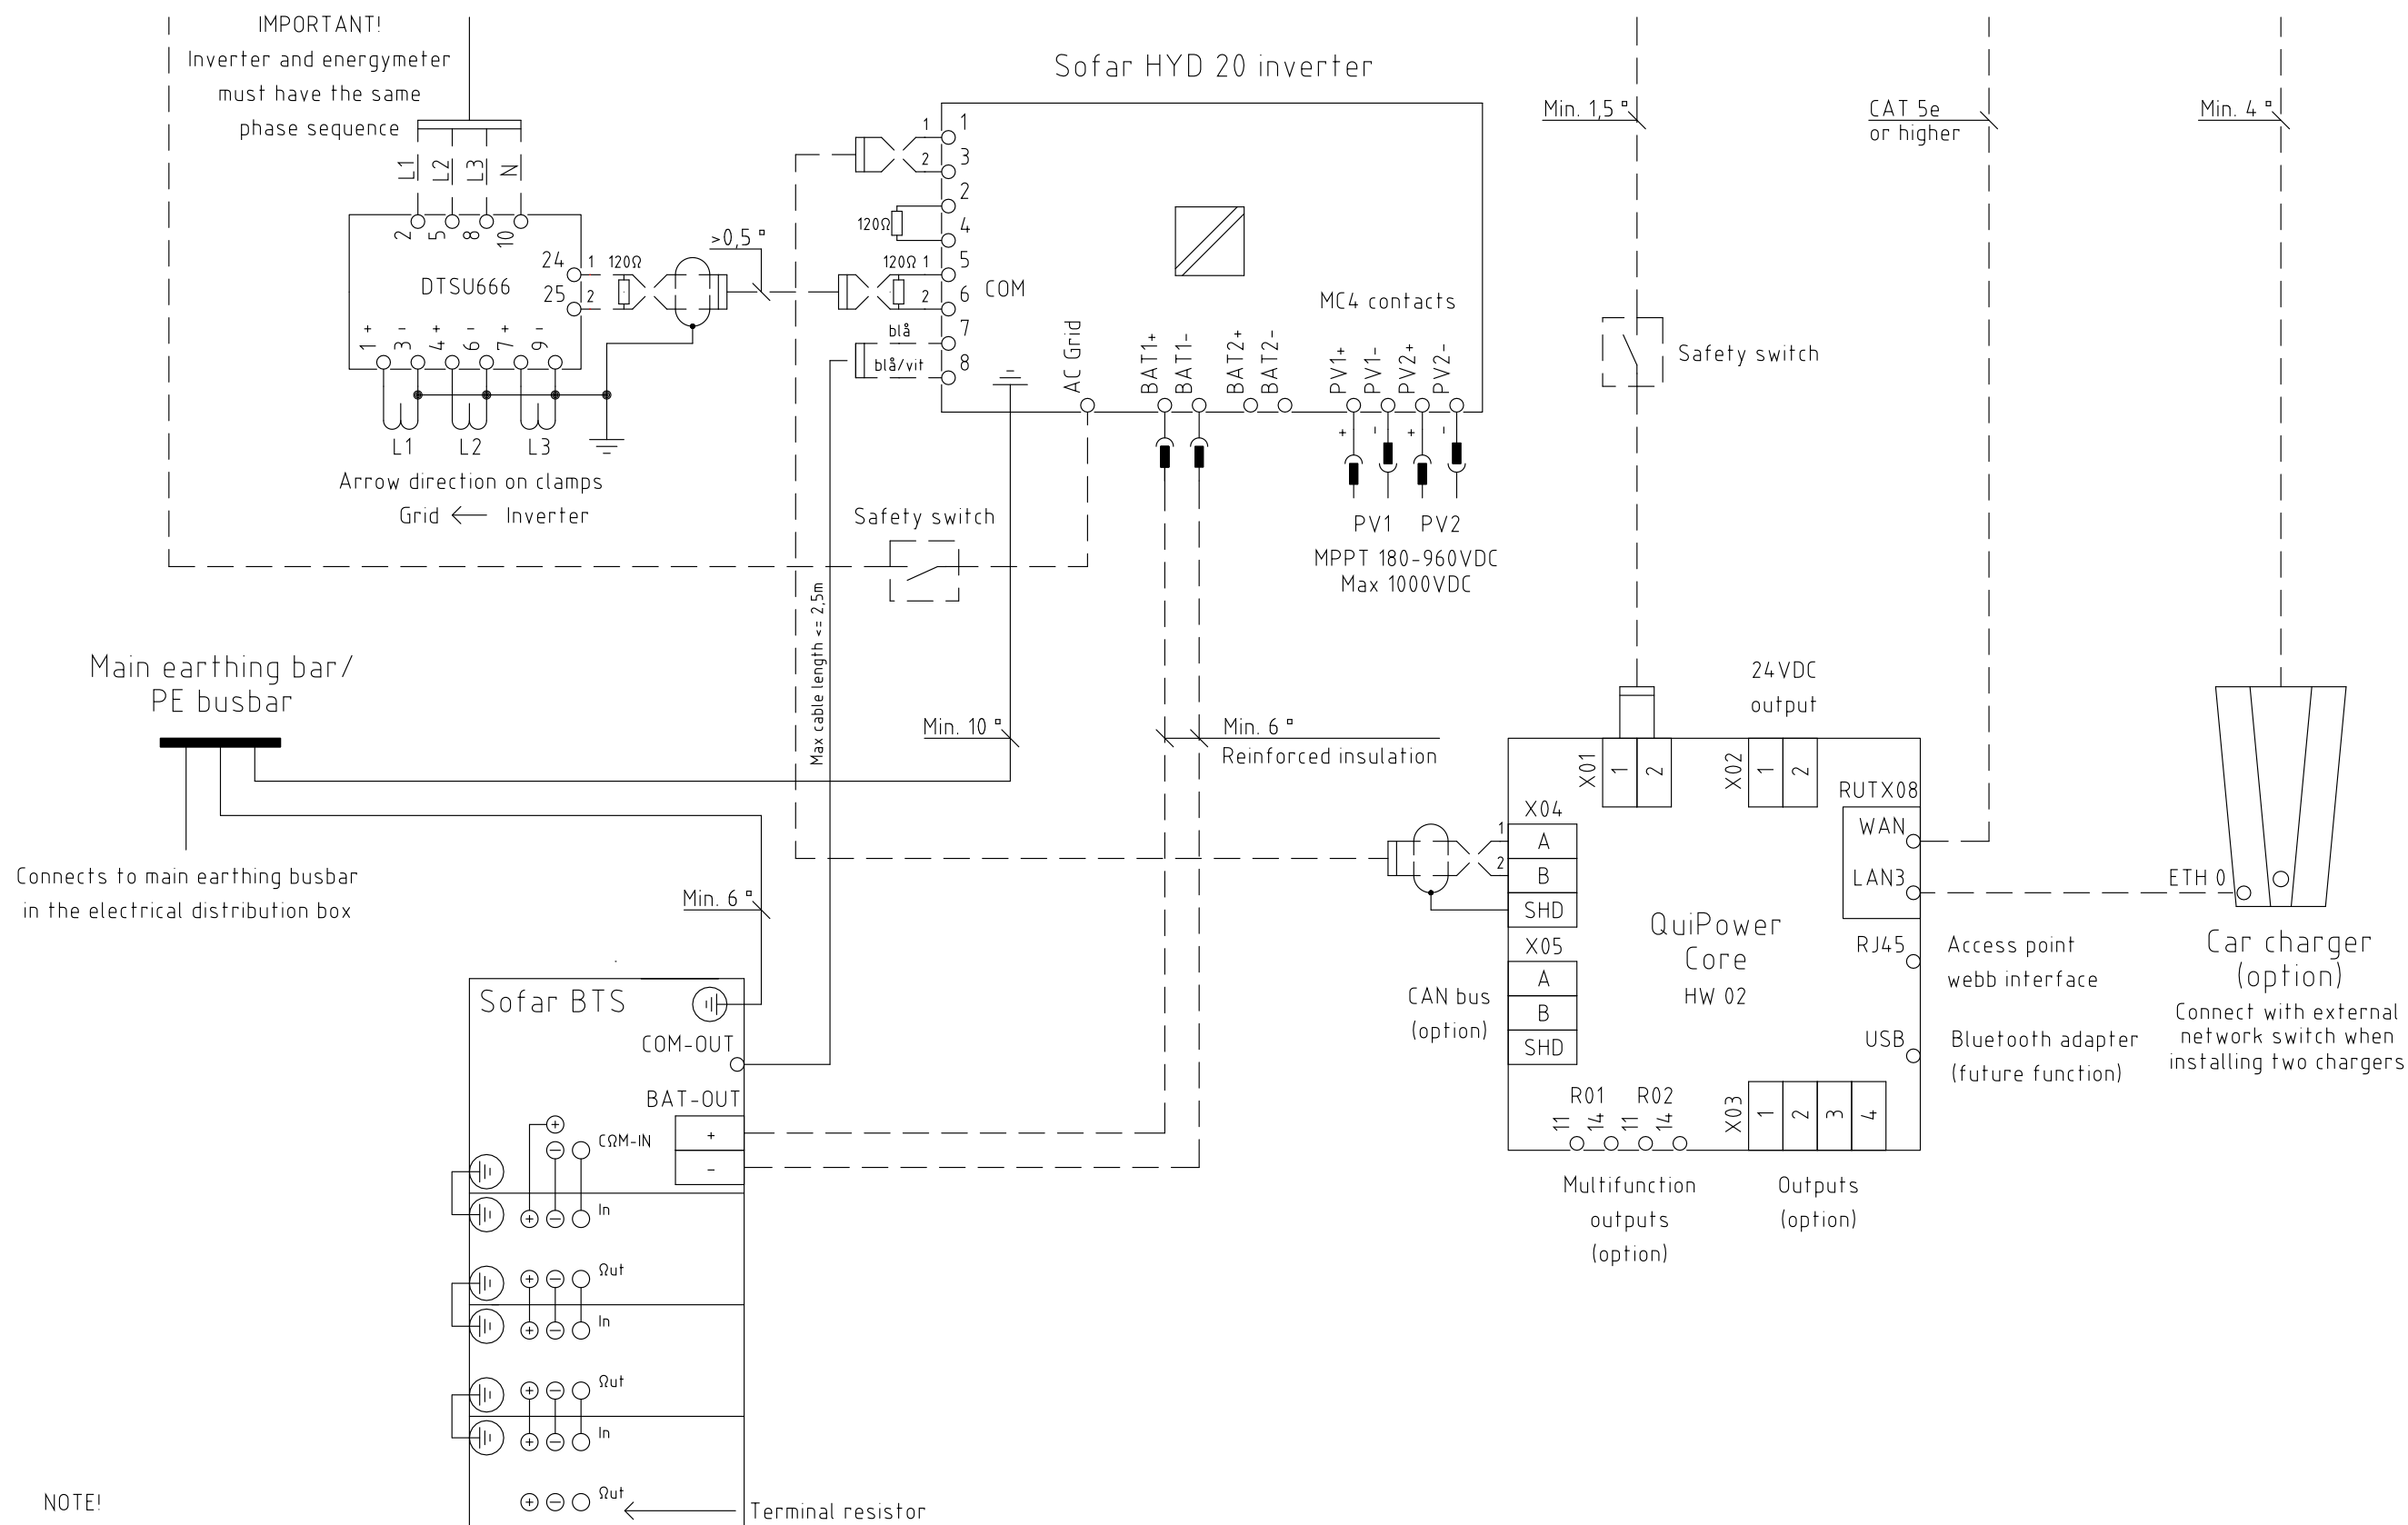 IMPORTANT!
Inverter and energymeter
must have the same
phase sequence
L1
L2
L3
N
2
5
8
10
24
25
1
2
120Ω
DTSU666
+
-
+
-
+
-
1
3
4
6
7
9
L1
L2
L3
Arrow direction on clamps
Grid
Inverter
>0,5
Sofar HYD 20 inverter
1
2
1
3
2
4
120Ω
120Ω
1
2
5
6
COM
7
8
blå
blå/vit
AC Grid
BAT1+
BAT1-
BAT2+
BAT2-
MC4 contacts
PV1+
PV1-
PV2+
PV2-
+
-
+
-
PV1
PV2
MPPT 180-960VDC
Max 1000VDC
Safety switch
Max cable length <= 2,5m
Min. 10
Min. 6
Reinforced insulation
Min. 1,5
Safety switch
CAT 5e
or higher
Min. 4
Main earthing bar/
PE busbar
Connects to main earthing busbar
in the electrical distribution box
Min. 6
Sofar BTS
COM-OUT
BAT-OUT
+
-
CΩM-IN
In
Ωut
In
Ωut
In
Ωut
Terminal resistor
NOTE!
24VDC
output
X01
1
2
X02
1
2
X04
1
2
A
B
SHD
X05
A
B
SHD
CAN bus
(option)
QuiPower
Core
HW 02
RUTX08
WAN
LAN3
RJ45
USB
Access point
webb interface
Bluetooth adapter
(future function)
R01
R02
11
14
11
14
X03
1
2
3
4
Multifunction
outputs
(option)
Outputs
(option)
ETH 0
Car charger
(option)
Connect with external
network switch when
installing two chargers